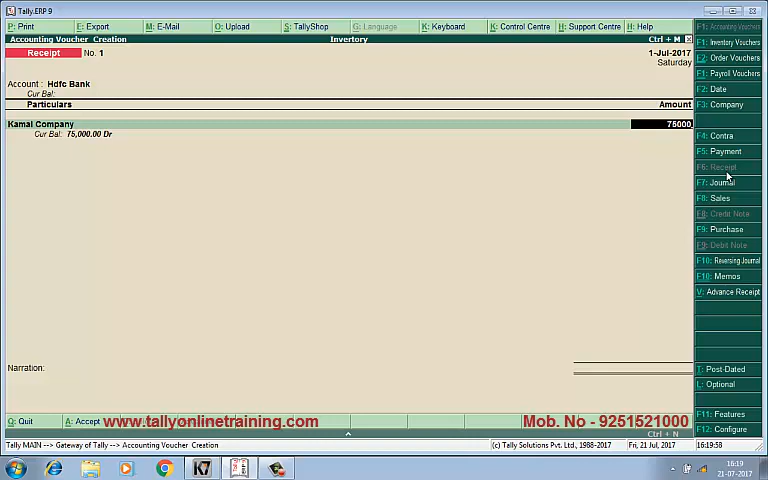 Tally.ERP 9
P: Print E: Export M: E-Mail O: Upload S: TallyShop G: Language K: Keyboard K: Control Centre H: Support Centre H: Help
Accounting Voucher Creation Inventory Ctrl + M
Receipt No. 1 1-Jul-2017
Saturday
Account : Hdfc Bank
Cur Bal:
Particulars Amount
Kamal Company 75000
Cur Bal: 75,000.00 Dr
Narration:
F1: Accounting Vouchers
F1: Inventory Vouchers
F2: Order Vouchers
F1: Payroll Vouchers
F2: Date
F3: Company
F4: Contra
F5: Payment
F6: Receipt
F7: Journal
F8: Sales
F8: Credit Note
F9: Purchase
F9: Debit Note
F10: Reversing Journal
F10: Memos
V: Advance Receipt
T: Post-Dated
L: Optional
F11: Features
F12: Configure
Q: Quit A: Accept
www.tallyonlinetraining.com Mob. No - 9251521000
Ctrl + N
Tally MAIN --> Gateway of Tally --> Accounting Voucher Creation (c) Tally Solutions Pvt. Ltd., 1988-2017 Fri, 21 Jul, 2017 16:19:58
16:19
21-07-2017